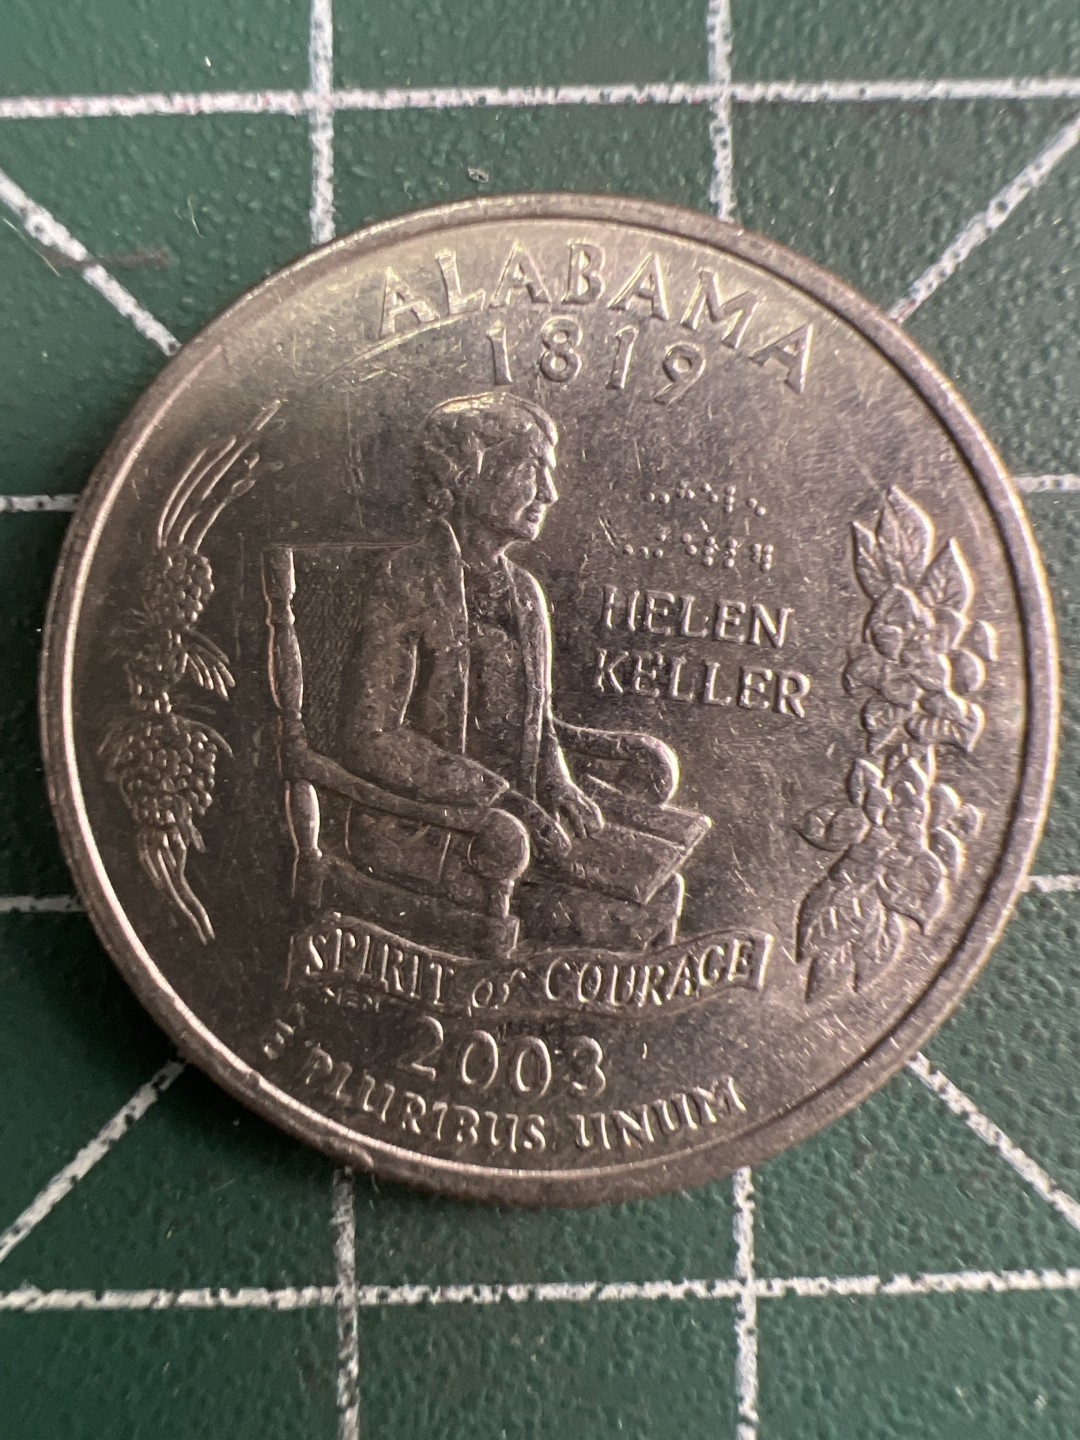 ALABAMA
1819
HELEN
KELLER
SPIRIT of COURAGE
2003
E PLURIBUS UNUM